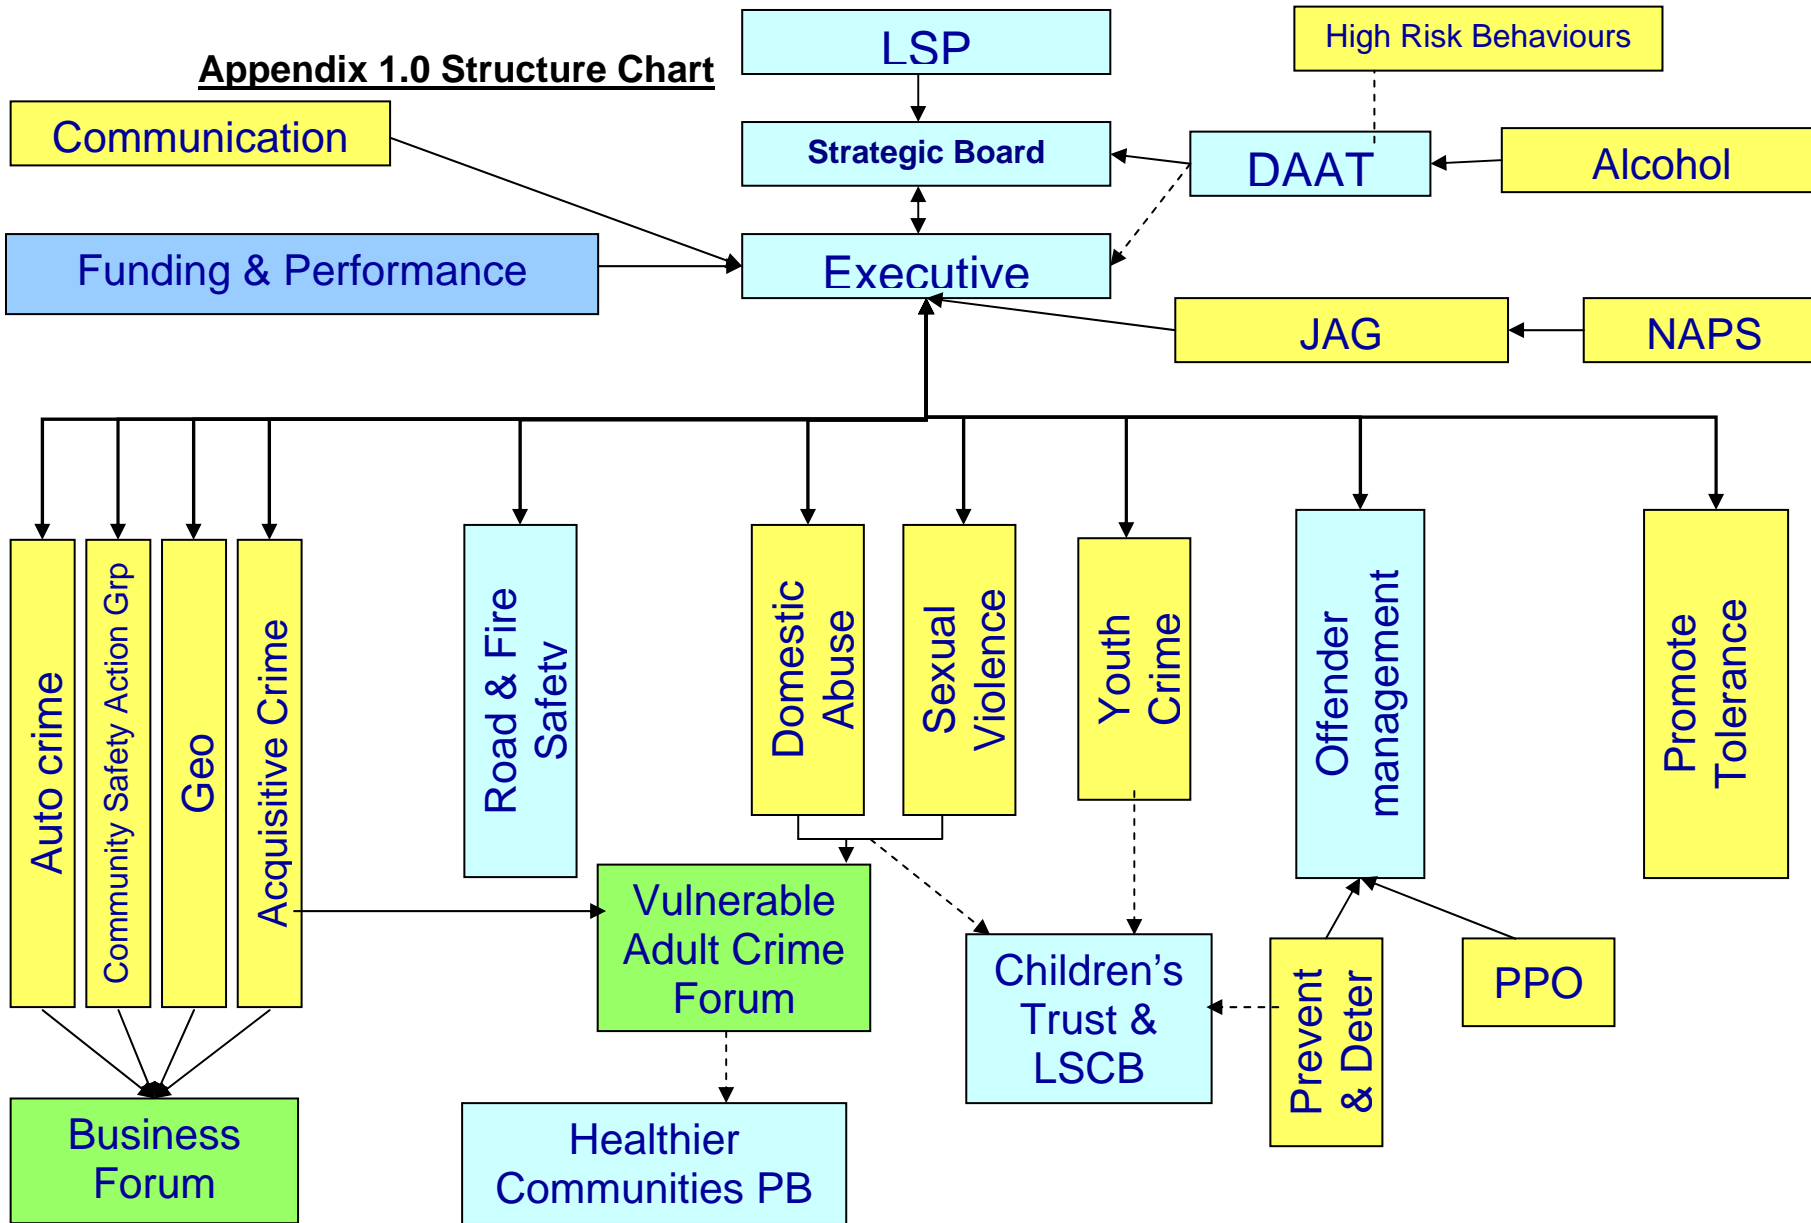 LSP
High Risk Behaviours
Appendix 1.0 Structure Chart
Communication
Strategic Board
DAAT
Alcohol
Funding & Performance
Executive
JAG
NAPS
Auto crime
Community Safety Action Grp
Geo
Acquisitive Crime
Road & Fire
Safety
Domestic
Abuse
Sexual
Violence
Youth
Crime
Offender
management
Promote
Tolerance
Vulnerable
Adult Crime
Forum
Children’s
Trust &
LSCB
Prevent
& Deter
PPO
Business
Forum
Healthier
Communities PB